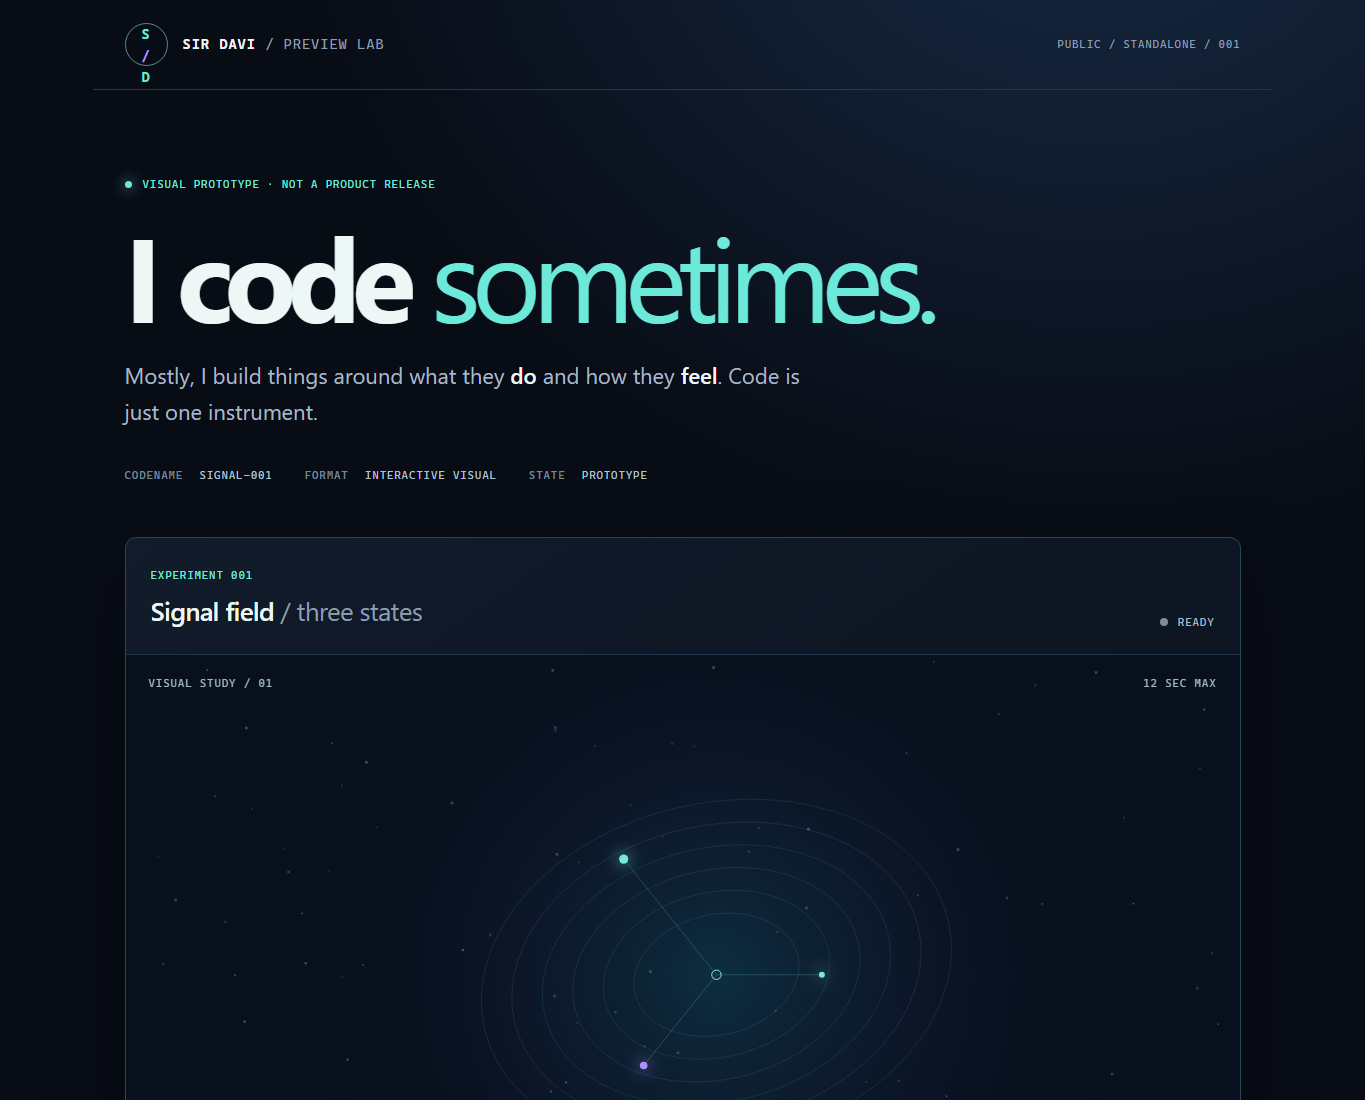 S
/
D
SIR DAVI / PREVIEW LAB
PUBLIC / STANDALONE / 001
VISUAL PROTOTYPE · NOT A PRODUCT RELEASE
I code sometimes.
Mostly, I build things around what they do and how they feel. Code is
just one instrument.
CODENAME SIGNAL-001 FORMAT INTERACTIVE VISUAL STATE PROTOTYPE
EXPERIMENT 001
Signal field / three states
READY
VISUAL STUDY / 01
12 SEC MAX